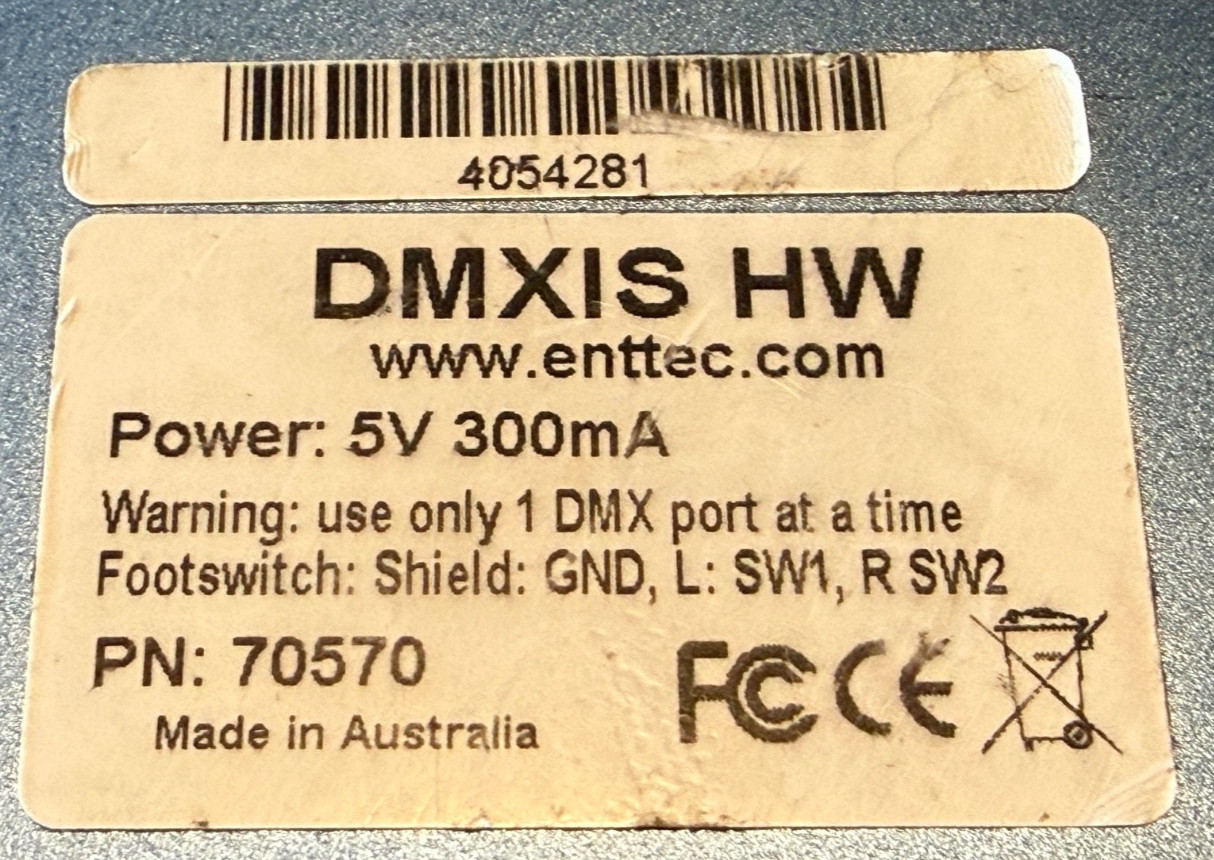 4054281
DMXIS HW
www.enttec.com
Power: 5V 300mA
Warning: use only 1 DMX port at a time
Footswitch: Shield: GND, L: SW1, R SW2
PN: 70570
FC CE
Made in Australia